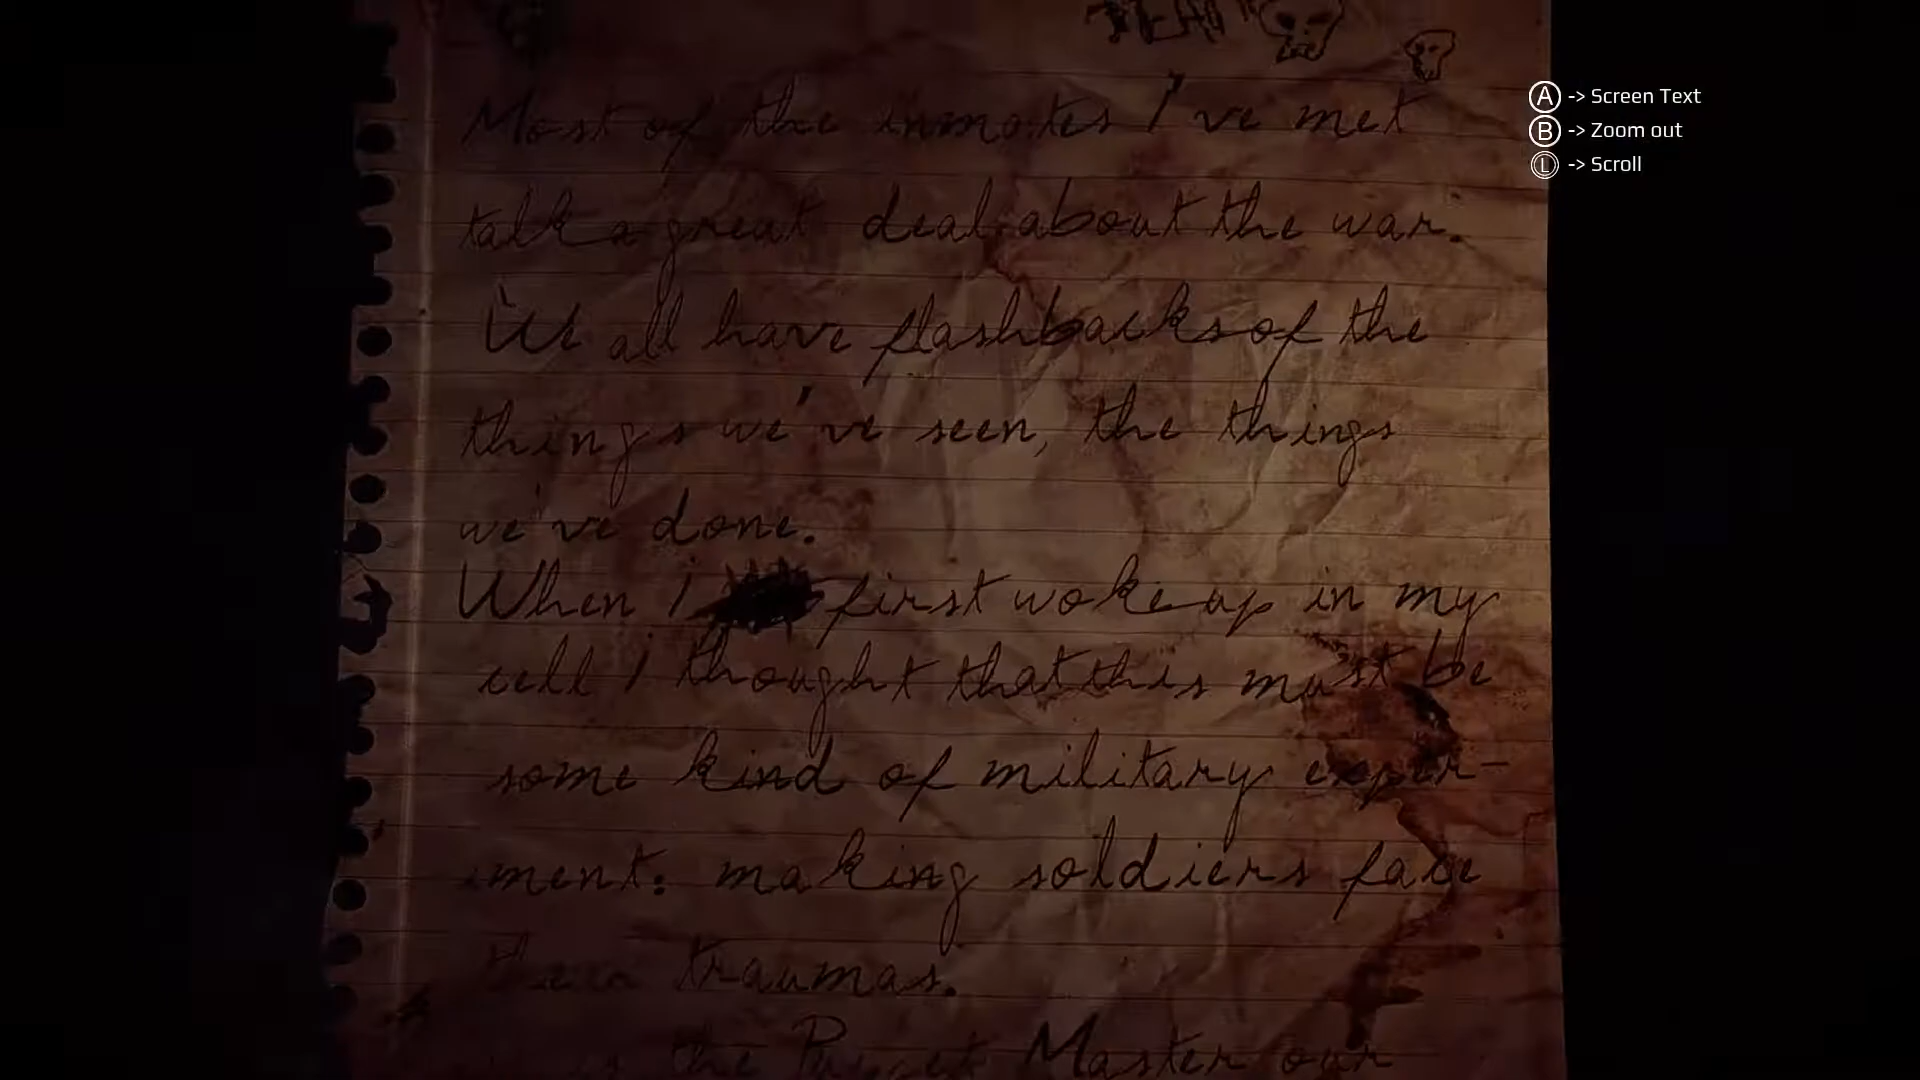 Most of the inmates I've met
talk a great deal about the war.
We all have flashbacks of the
things we've seen, the things
we've done.
When i first woke up in my
cell i thought that this must be
some kind of military exper-
iment: making soldiers face
their traumas.
is the Puppet Master our
A -> Screen Text
B -> Zoom out
L -> Scroll